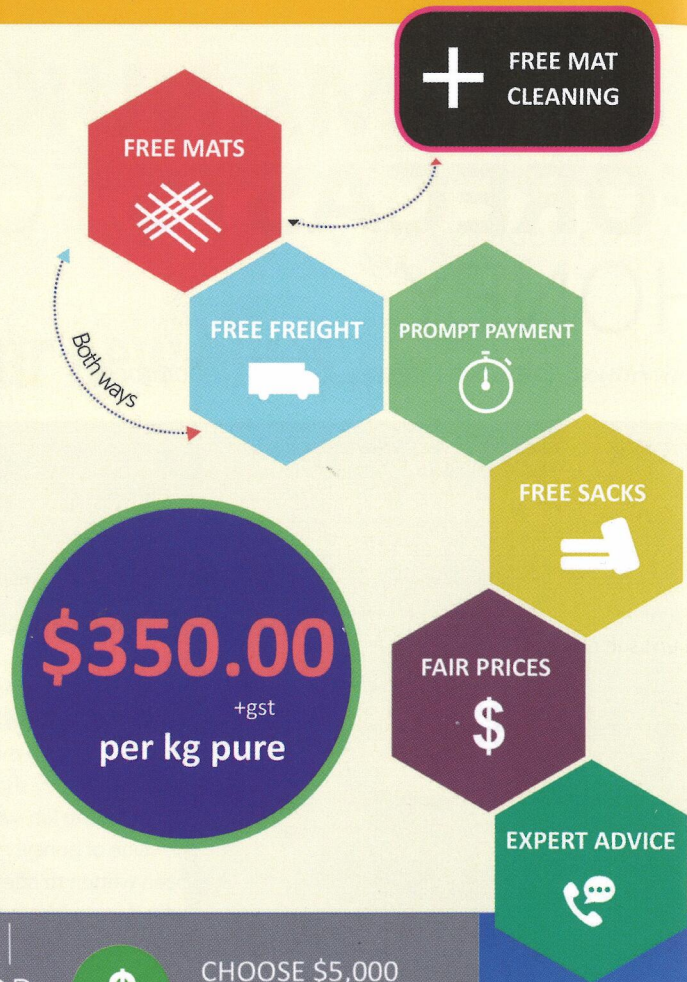 FREE MAT
CLEANING
FREE MATS
FREE FREIGHT
PROMPT PAYMENT
Both ways
FREE SACKS
$350.00
+gst
per kg pure
FAIR PRICES
$
EXPERT ADVICE
CHOOSE $5,000